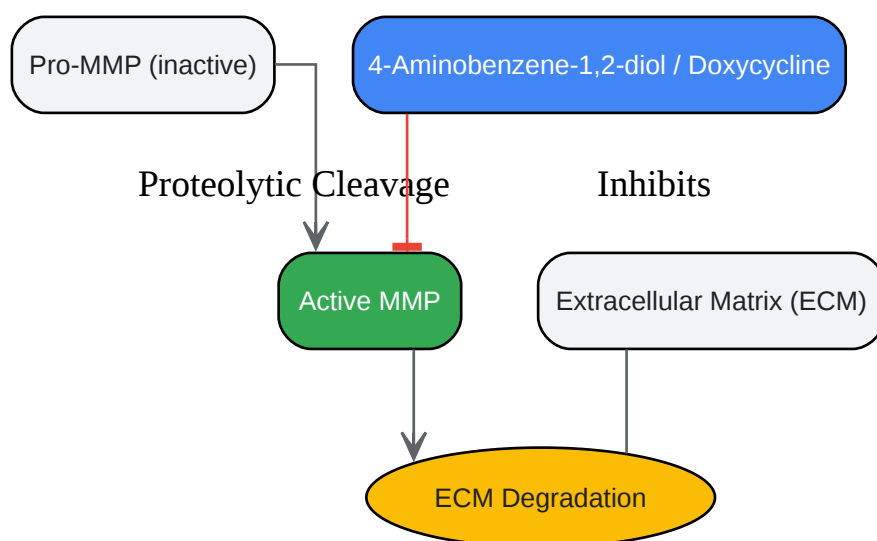 Pro-MMP (inactive)
4-Aminobenzene-1,2-diol / Doxycycline
Proteolytic Cleavage
Inhibits
Active MMP
Extracellular Matrix (ECM)
ECM Degradation